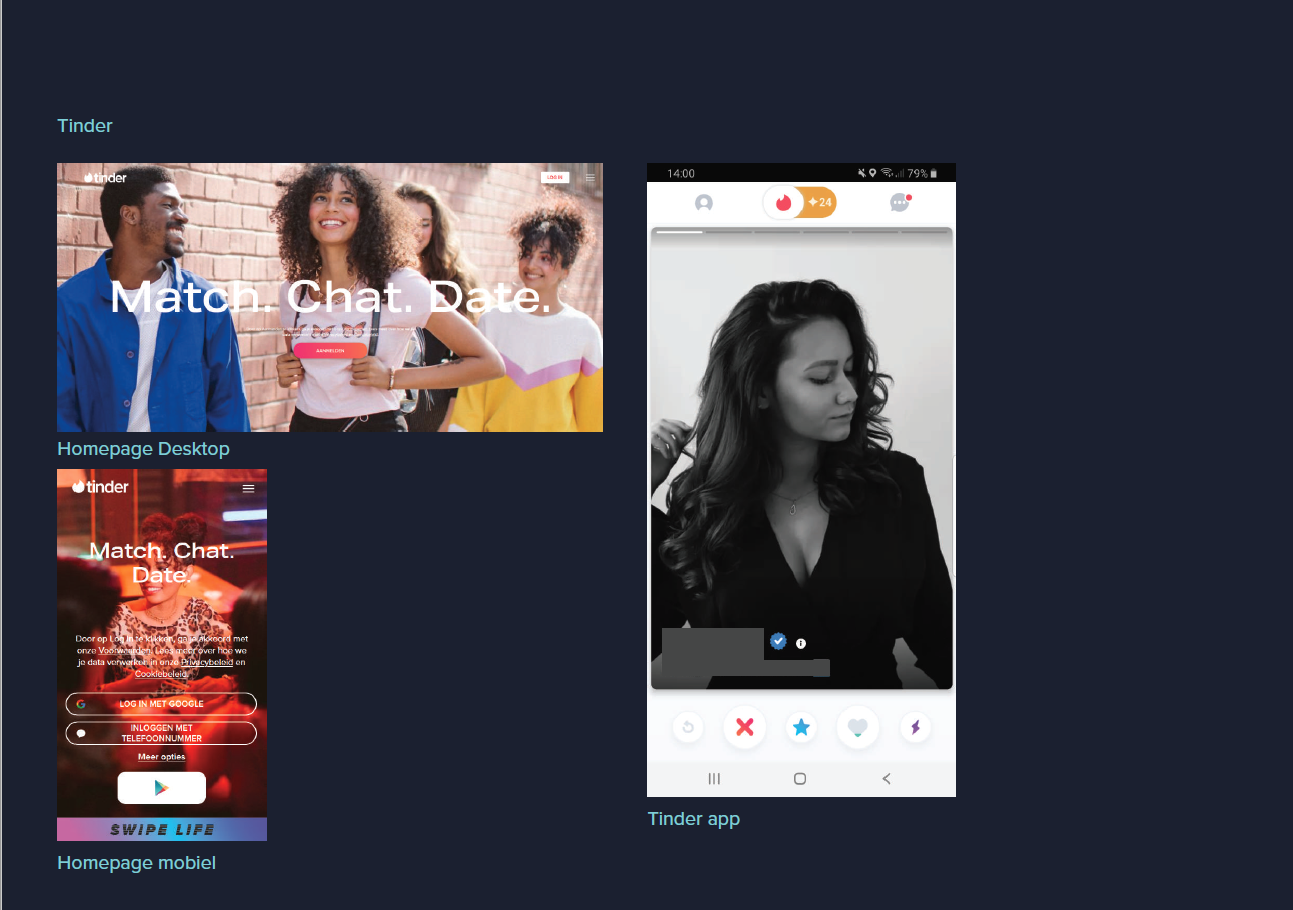 Tinder
tinder
LOG IN
Match. Chat. Date.
AANMELDEN
Homepage Desktop
tinder
Match. Chat.
Date.
Door op Log in te klikken, ga je akkoord met
onze Voorwaarden. Lees meer over hoe we
je data verwerken in onze Privacybeleid en
Cookiebeleid.
LOG IN MET GOOGLE
INLOGGEN MET
TELEFOONNUMMER
Meer opties
SWIPE LIFE
Homepage mobiel
14:00 79%
24
Tinder app